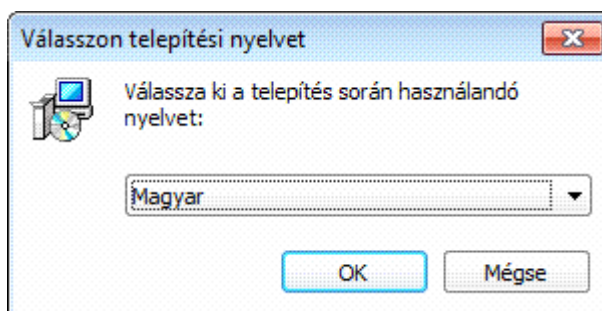 Válasszon telepítési nyelvet
Válassza ki a telepítés során használandó
nyelvet:
Magyar
OK
Mégse